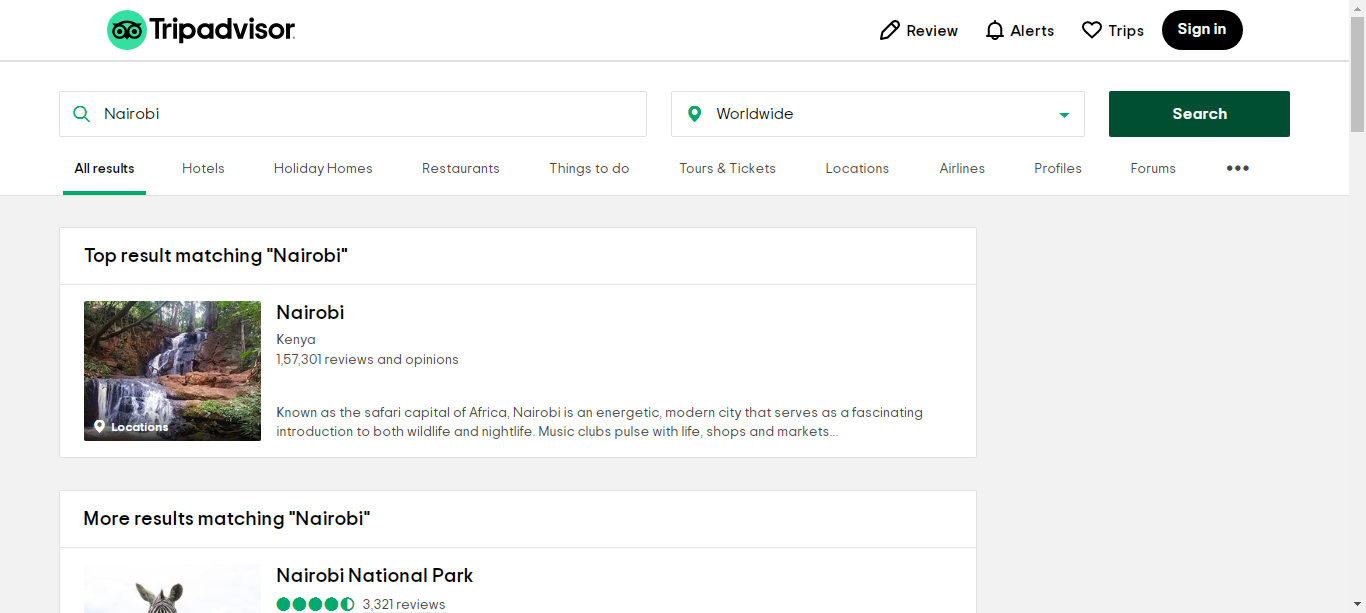 Tripadvisor
Review
Alerts
Trips
Sign in
Nairobi
Worldwide
Search
All results
Hotels
Holiday Homes
Restaurants
Things to do
Tours & Tickets
Locations
Airlines
Profiles
Forums
Top result matching "Nairobi"
Locations
Nairobi
Kenya
1,57,301 reviews and opinions
Known as the safari capital of Africa, Nairobi is an energetic, modern city that serves as a fascinating
introduction to both wildlife and nightlife. Music clubs pulse with life, shops and markets...
More results matching "Nairobi"
Nairobi National Park
3,321 reviews